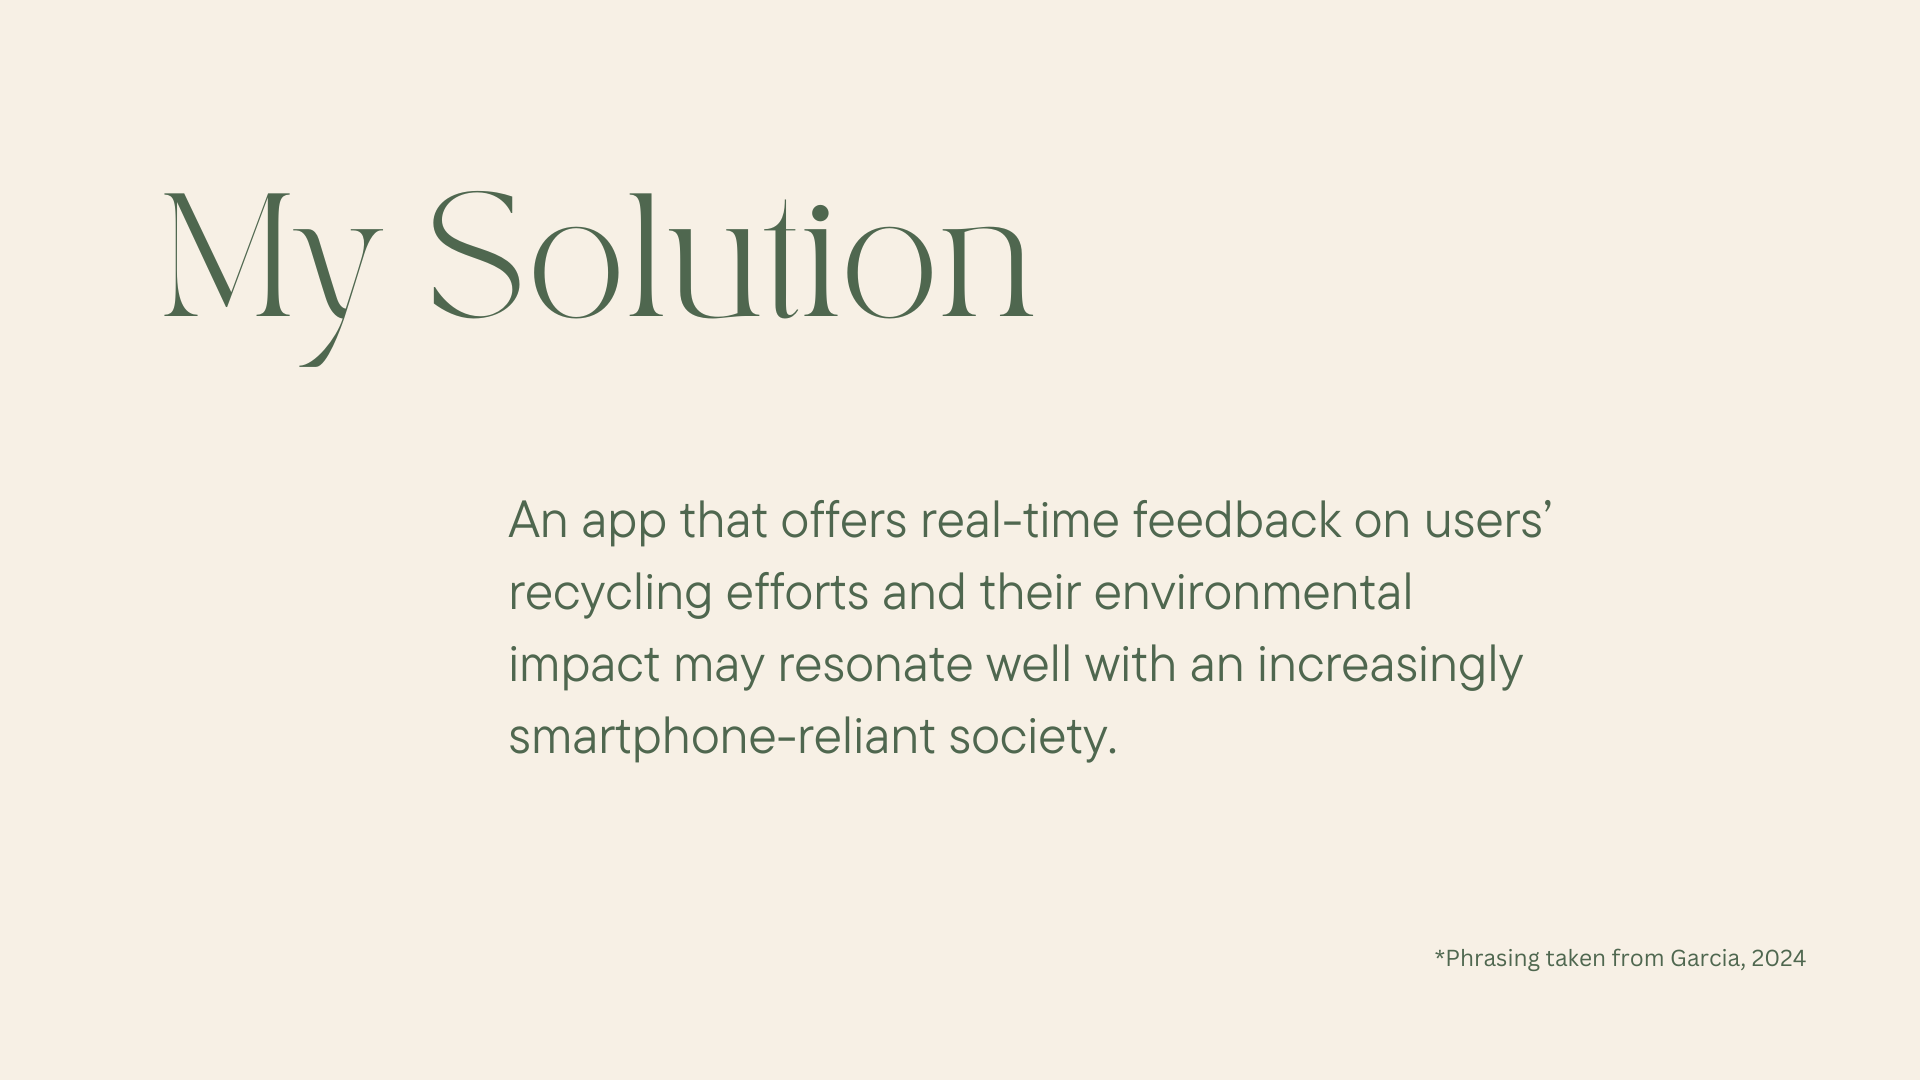 My Solution
An app that offers real-time feedback on users’
recycling efforts and their environmental
impact may resonate well with an increasingly
smartphone-reliant society.
*Phrasing taken from Garcia, 2024